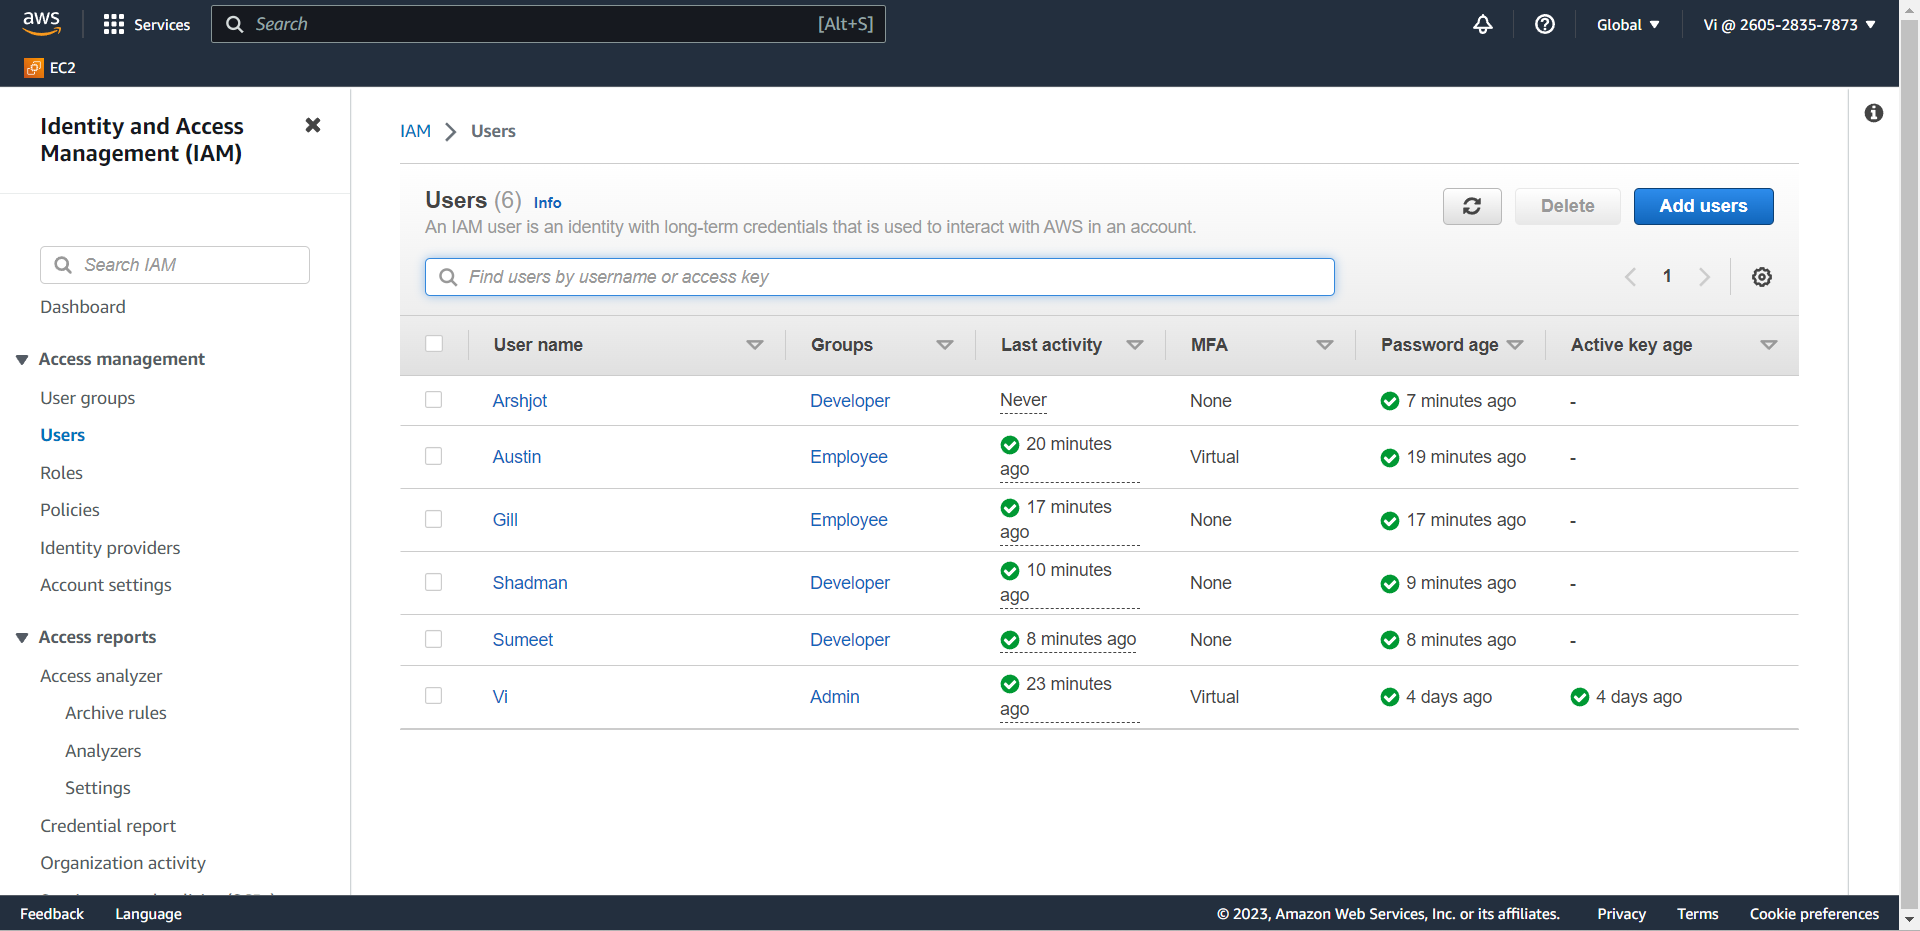 aws
Services
Search
[Alt+S]
Global
Vi @ 2605-2835-7873
EC2
Identity and Access
Management (IAM)
Search IAM
Dashboard
Access management
User groups
Users
Roles
Policies
Identity providers
Account settings
Access reports
Access analyzer
Archive rules
Analyzers
Settings
Credential report
Organization activity
IAM > Users
Users (6) Info
An IAM user is an identity with long-term credentials that is used to interact with AWS in an account.
Delete
Add users
Find users by username or access key
1
User name Groups Last activity MFA Password age Active key age
Arshjot Developer Never None 7 minutes ago -
Austin Employee 20 minutes ago Virtual 19 minutes ago -
Gill Employee 17 minutes ago None 17 minutes ago -
Shadman Developer 10 minutes ago None 9 minutes ago -
Sumeet Developer 8 minutes ago None 8 minutes ago -
Vi Admin 23 minutes ago Virtual 4 days ago 4 days ago
Feedback Language © 2023, Amazon Web Services, Inc. or its affiliates. Privacy Terms Cookie preferences